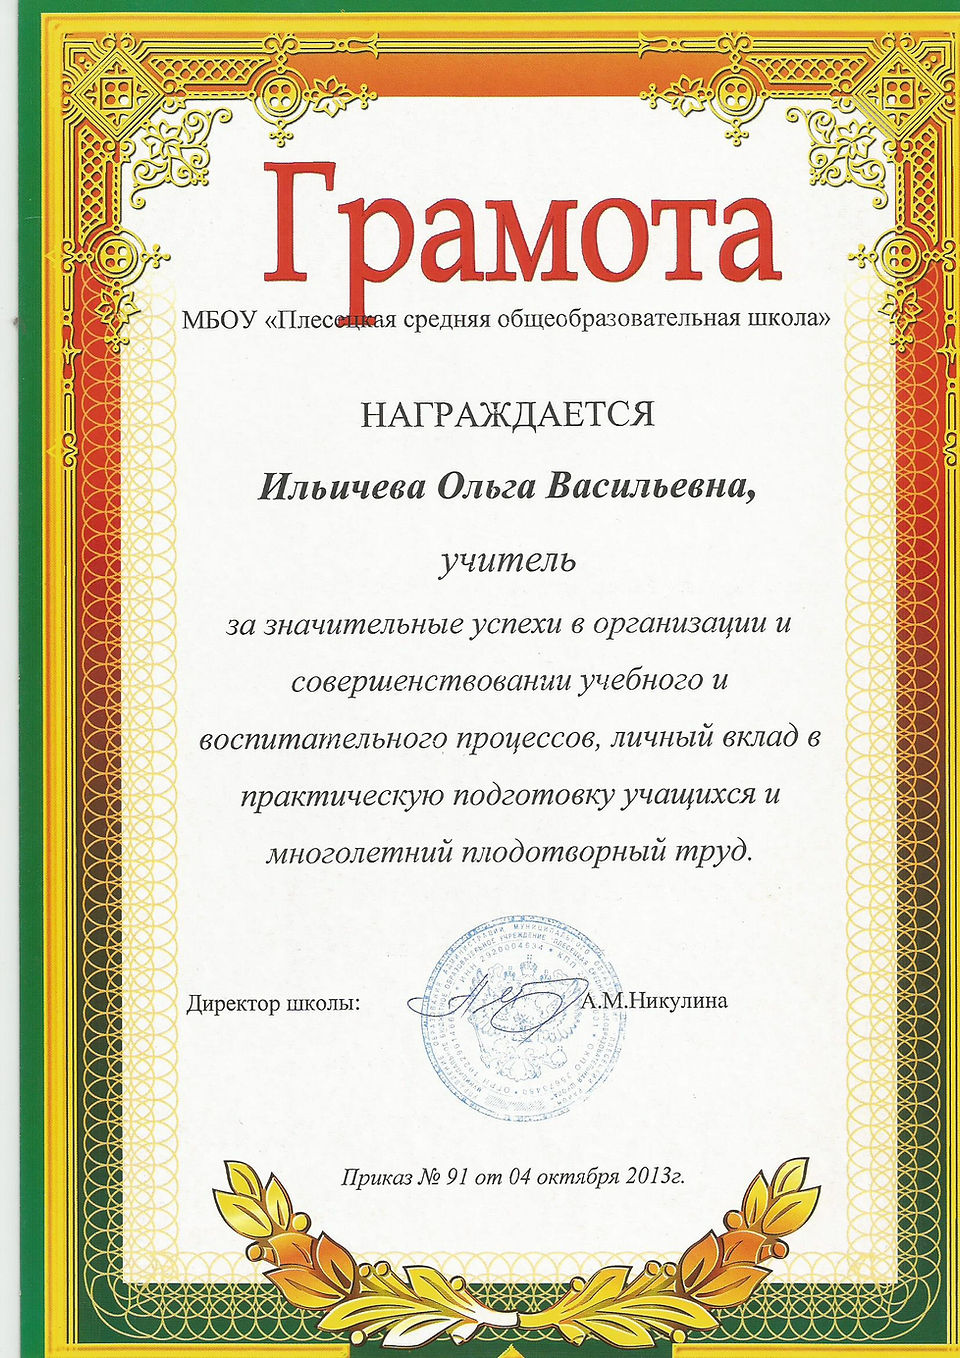 Грамота
МБОУ «Плесецкая средняя общеобразовательная школа»
НАГРАЖДАЕТСЯ
Ильичева Ольга Васильевна,
учитель
за значительные успехи в организации и
совершенствовании учебного и
воспитательного процессов, личный вклад в
практическую подготовку учащихся и
многолетний плодотворный труд.
Директор школы:
А.М.Никулина
Приказ № 91 от 04 октября 2013г.